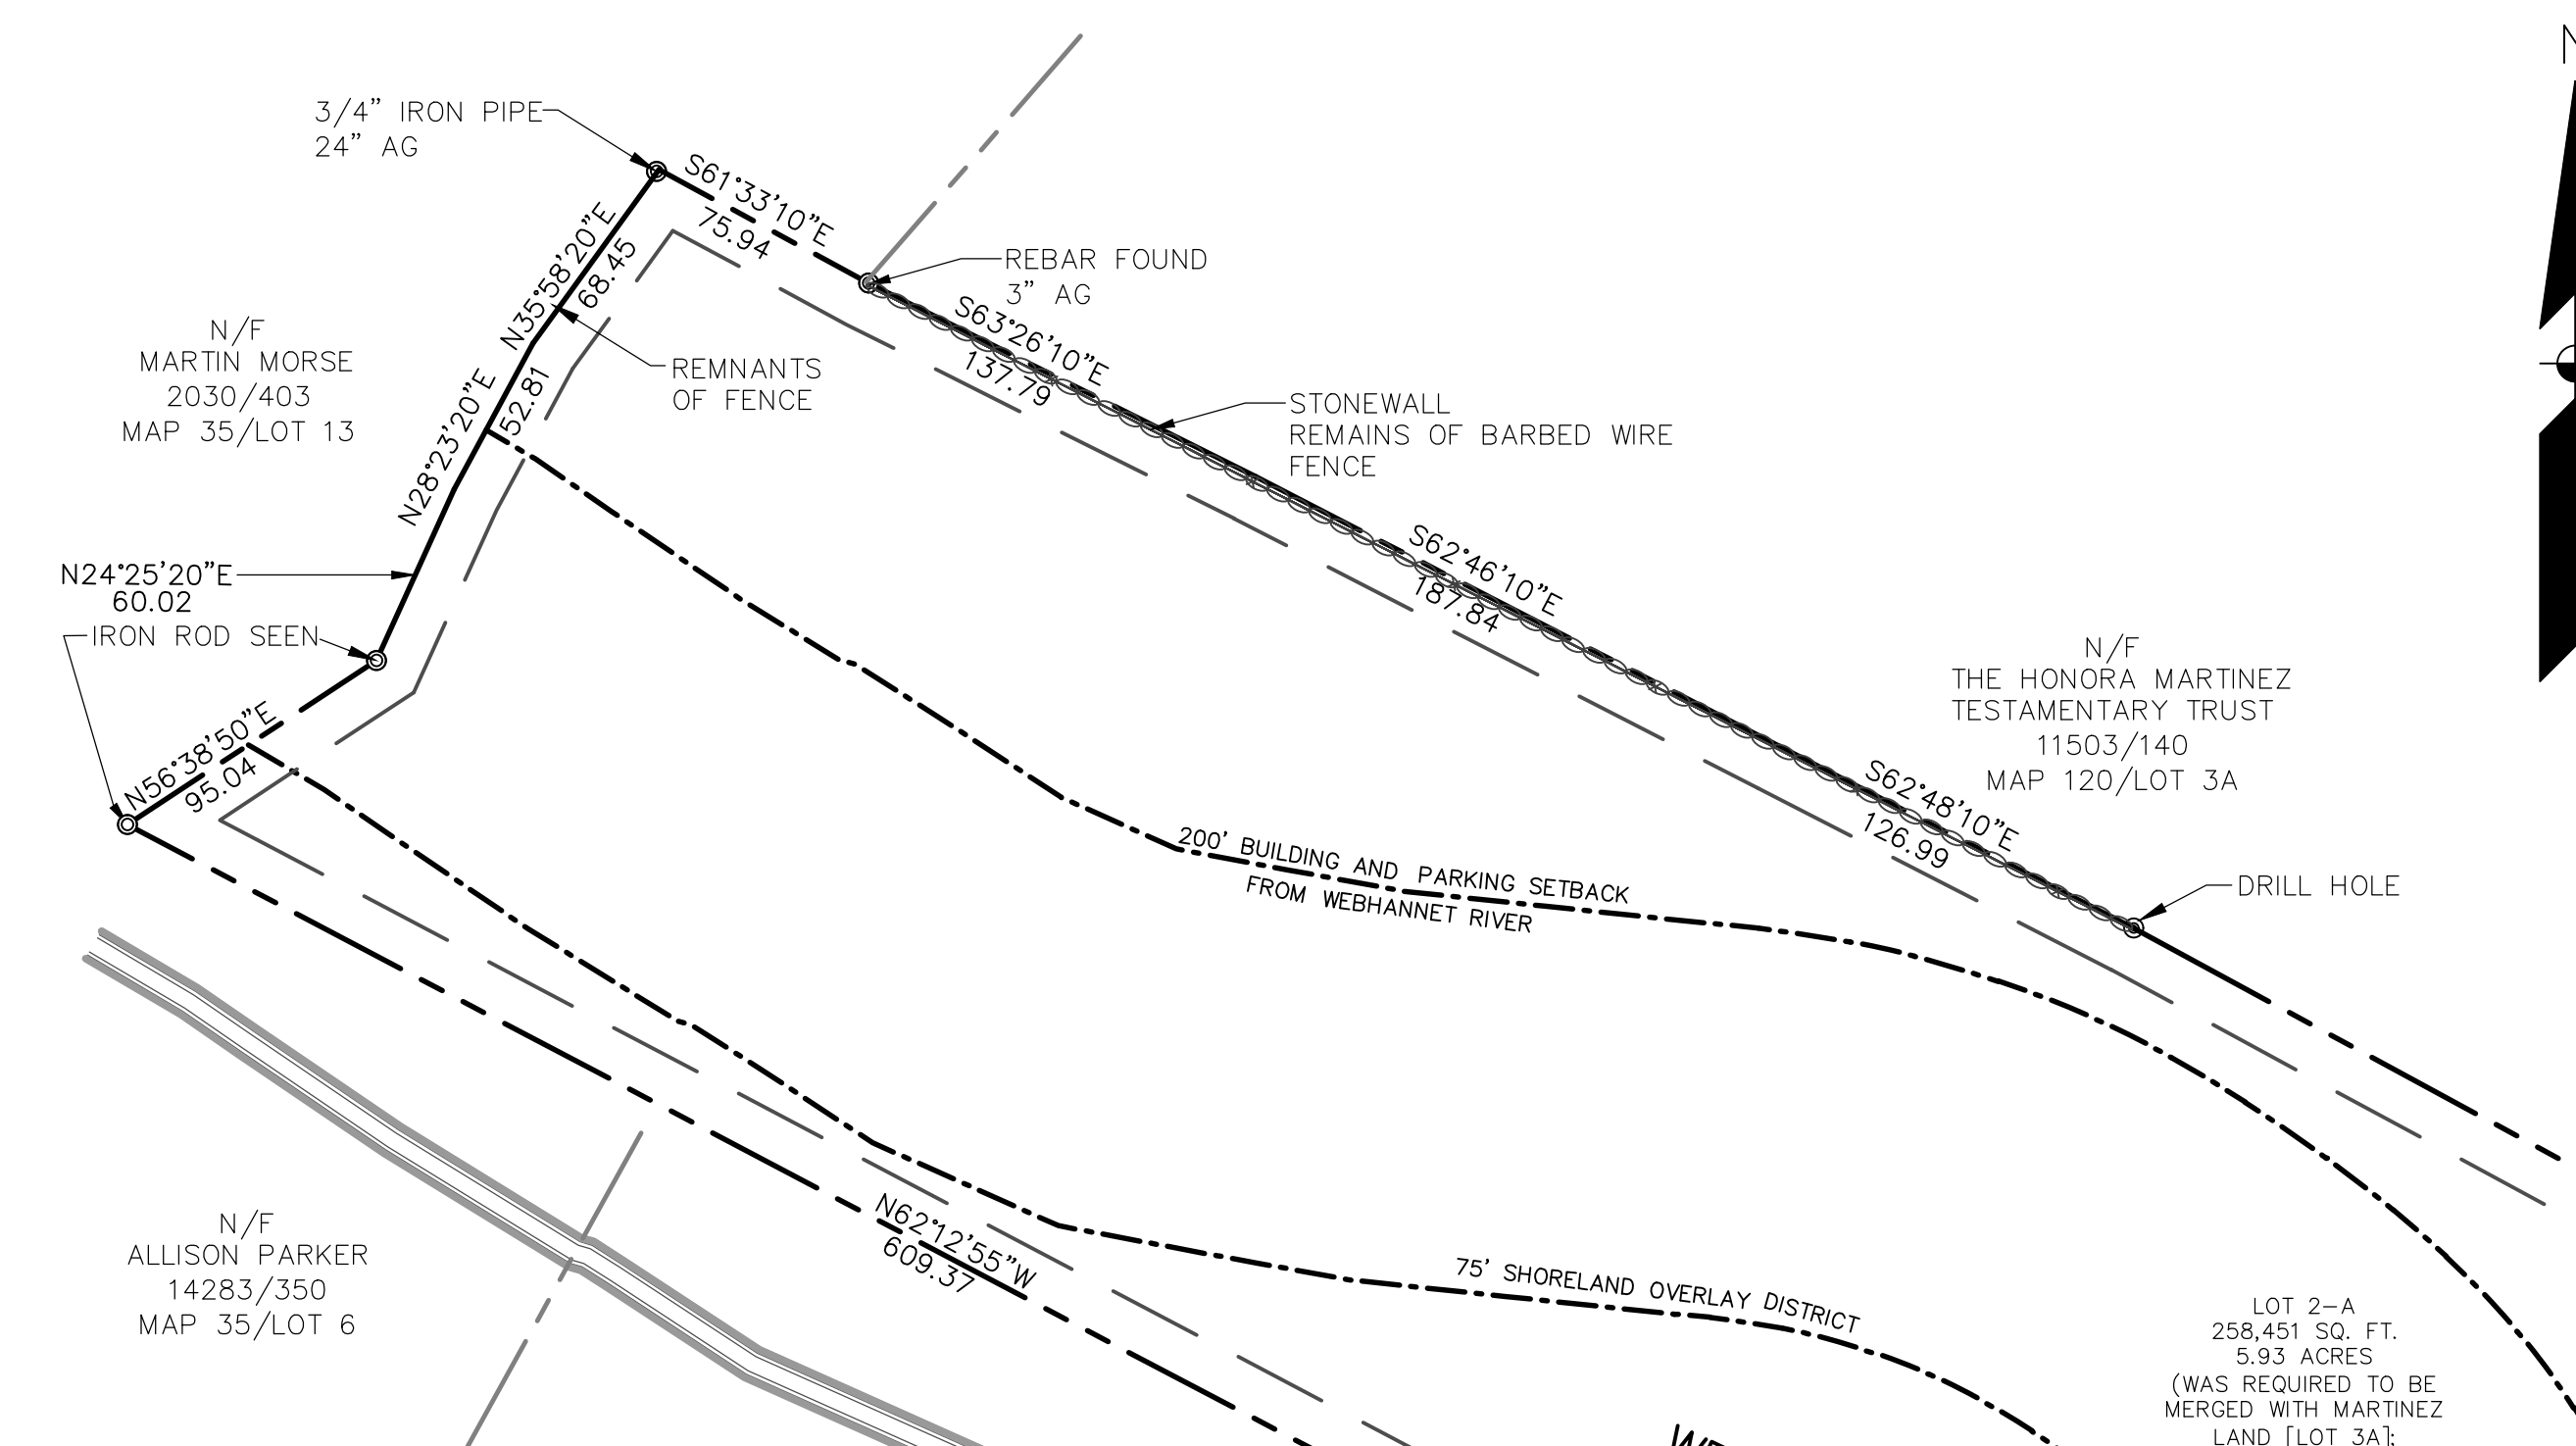 N
3/4" IRON PIPE
24" AG
S61°33'10"E
75.94
N35°58'20"E
68.45
REBAR FOUND
3" AG
S63°26'10"E
137.79
N/F
MARTIN MORSE
2030/403
MAP 35/LOT 13
REMNANTS
OF FENCE
N28°23'20"E
52.81
STONEWALL
REMAINS OF BARBED WIRE
FENCE
S62°46'10"E
187.84
N24°25'20"E
60.02
IRON ROD SEEN
N56°38'50"E
95.04
N/F
THE HONORA MARTINEZ
TESTAMENTARY TRUST
11503/140
MAP 120/LOT 3A
S62°48'10"E
126.99
DRILL HOLE
200' BUILDING AND PARKING SETBACK
FROM WEBHANNET RIVER
N62°12'55"W
609.37
75' SHORELAND OVERLAY DISTRICT
N/F
ALLISON PARKER
14283/350
MAP 35/LOT 6
LOT 2-A
258,451 SQ. FT.
5.93 ACRES
(WAS REQUIRED TO BE
MERGED WITH MARTINEZ
LAND [LOT 3A];